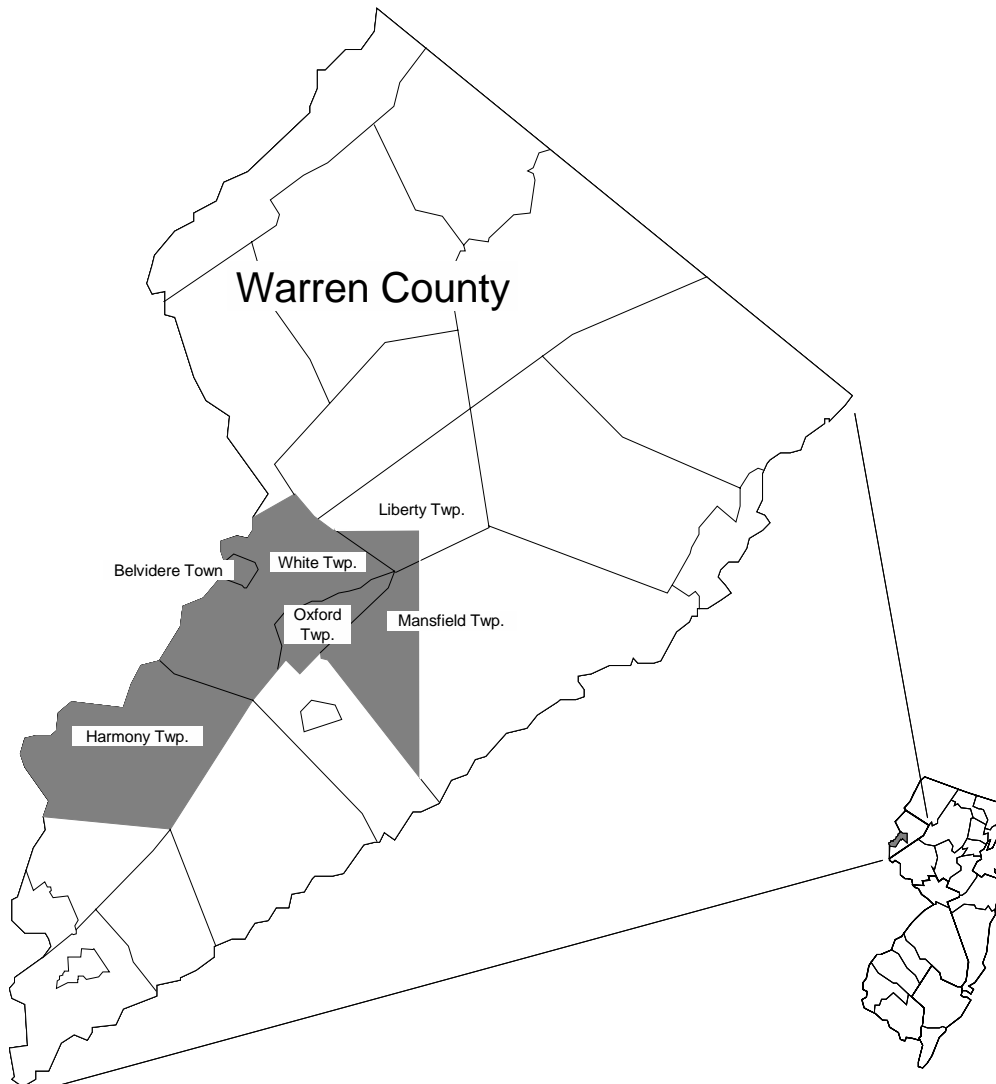 Warren County
Liberty Twp.
White Twp.
Belvidere Town
Oxford
Twp.
Mansfield Twp.
Harmony Twp.